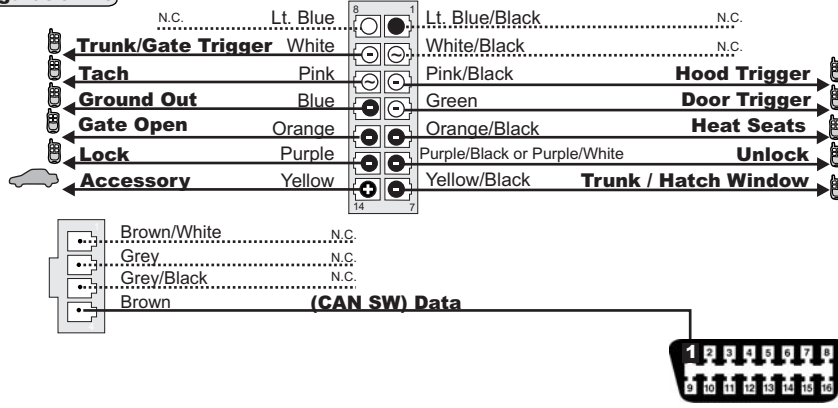 N.C. Lt. Blue 8 1 Lt. Blue/Black N.C.
Trunk/Gate Trigger White White/Black N.C.
Tach Pink Pink/Black Hood Trigger
Ground Out Blue Green Door Trigger
Gate Open Orange Orange/Black Heat Seats
Lock Purple Purple/Black or Purple/White Unlock
Accessory Yellow Yellow/Black Trunk / Hatch Window
14 7
Brown/White N.C.
Grey N.C.
Grey/Black N.C.
Brown (CAN SW) Data
1 2 3 4 5 6 7 8
9 10 11 12 13 14 15 16